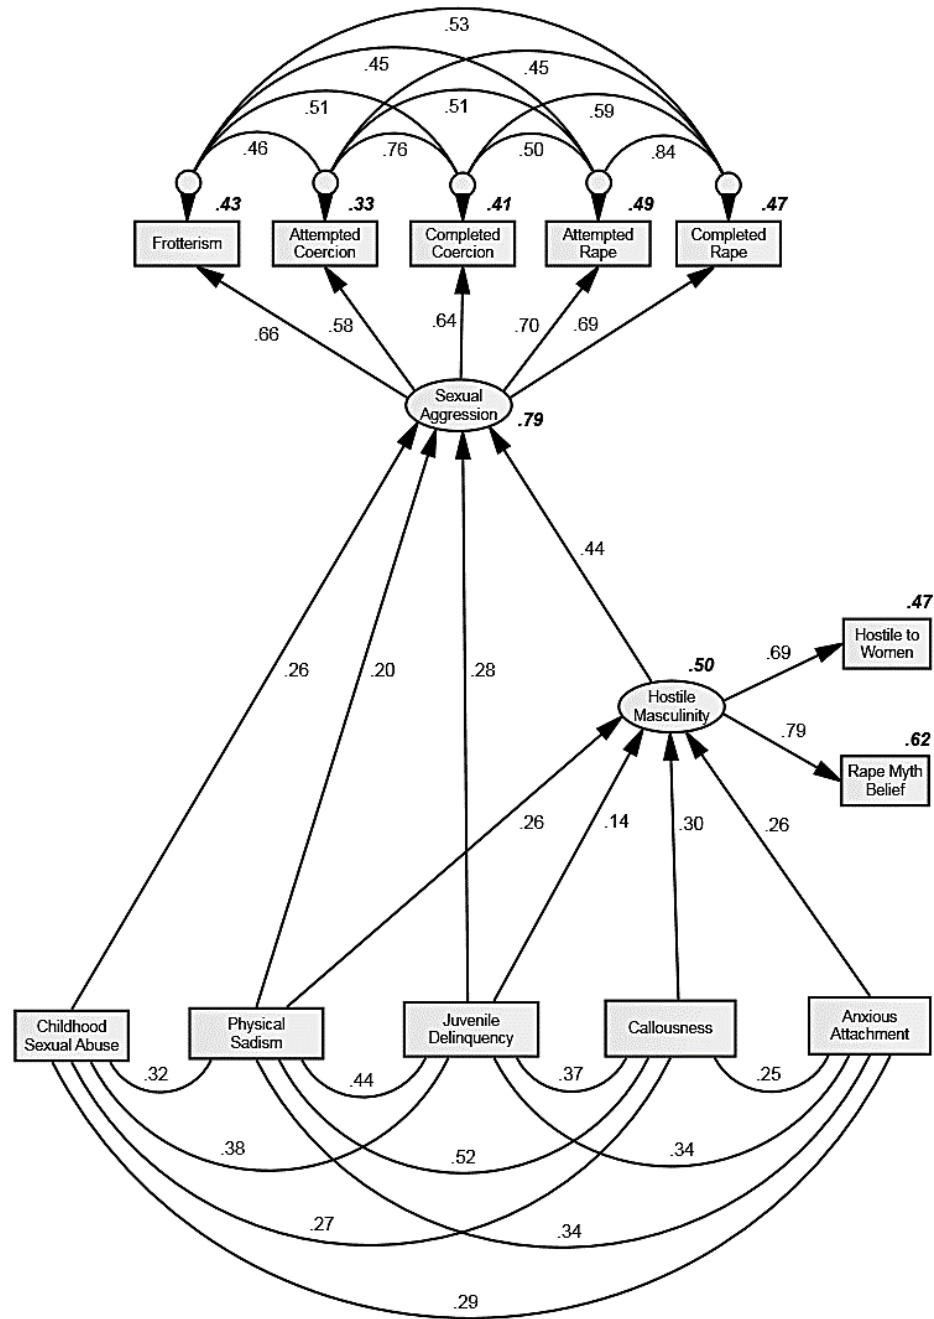 .53
.45
.45
.51
.51
.59
.46
.76
.50
.84
.43
.33
.41
.49
.47
Frotterism
Attempted
Coercion
Completed
Coercion
Attempted
Rape
Completed
Rape
.66
.58
.64
.70
.69
Sexual
Aggression
.79
.44
.47
Hostile to
Women
.69
.26
.20
.28
.50
Hostile
Masculinity
.79
.62
Rape Myth
Belief
.26
.14
.30
.26
Childhood
Sexual Abuse
Physical
Sadism
Juvenile
Delinquency
Callousness
Anxious
Attachment
.32
.44
.37
.25
.38
.52
.34
.27
.34
.29